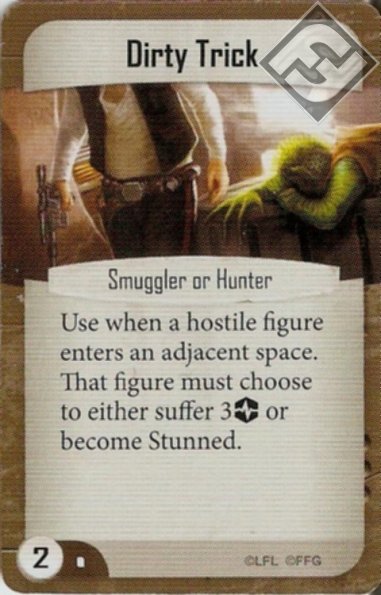 Dirty Trick
Smuggler or Hunter
Use when a hostile figure
enters an adjacent space.
That figure must choose
to either suffer 3 or
become Stunned.
2
©LFL ©FFG